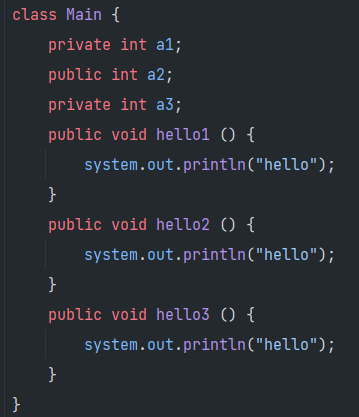 class Main {
    private int a1;
    public int a2;
    private int a3;
    public void hello1 () {
        system.out.println("hello");
    }
    public void hello2 () {
        system.out.println("hello");
    }
    public void hello3 () {
        system.out.println("hello");
    }
}